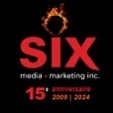 SIX
media + marketing inc.
15e anniversaire
2009 | 2024